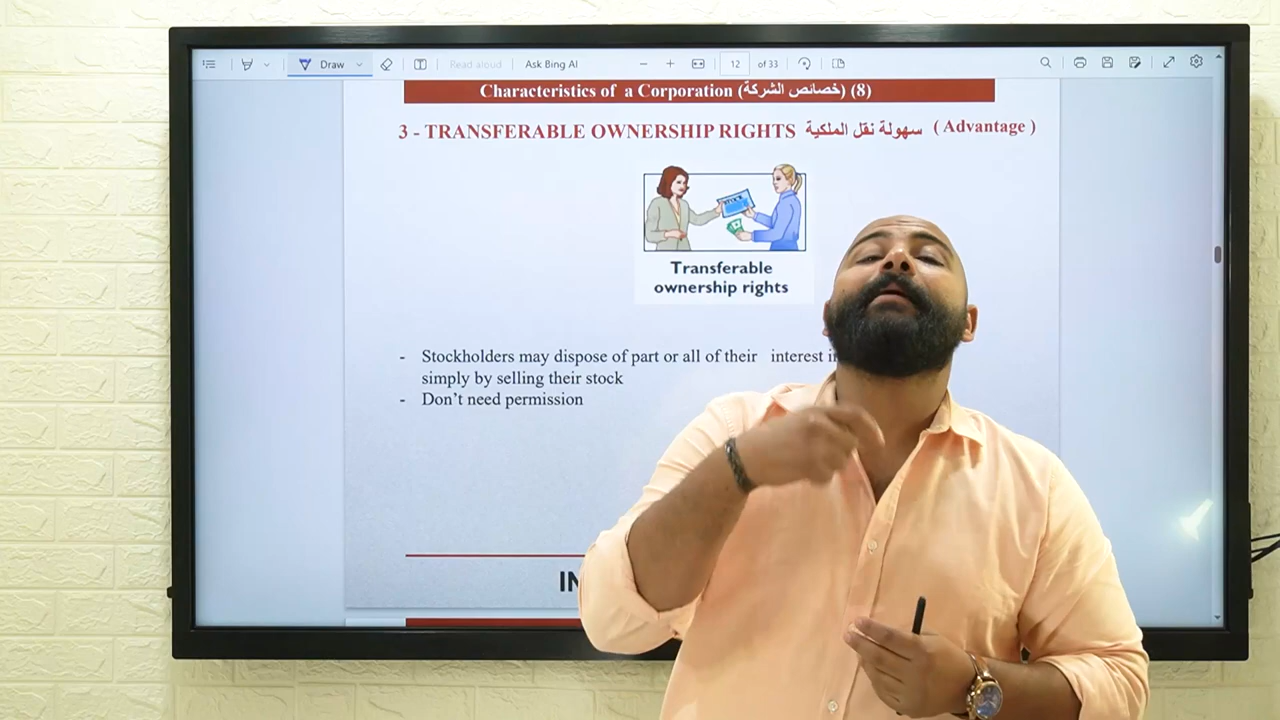 Draw
Read aloud
Ask Bing AI
12
of 33
Characteristics of a Corporation (خصائص الشركة) (8)
3 - TRANSFERABLE OWNERSHIP RIGHTS سهولة نقل الملكية ( Advantage )
Transferable
ownership rights
- Stockholders may dispose of part or all of their interest
simply by selling their stock
- Don't need permission